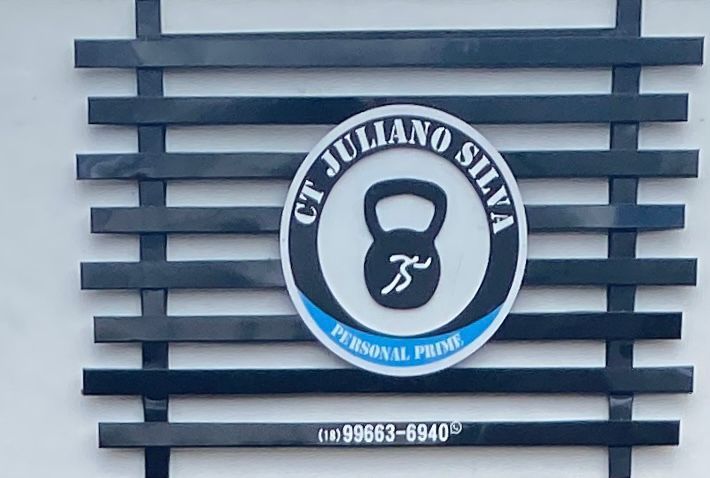 CT JULIANO SILVA
PERSONAL PRIME
(18) 99663-6940